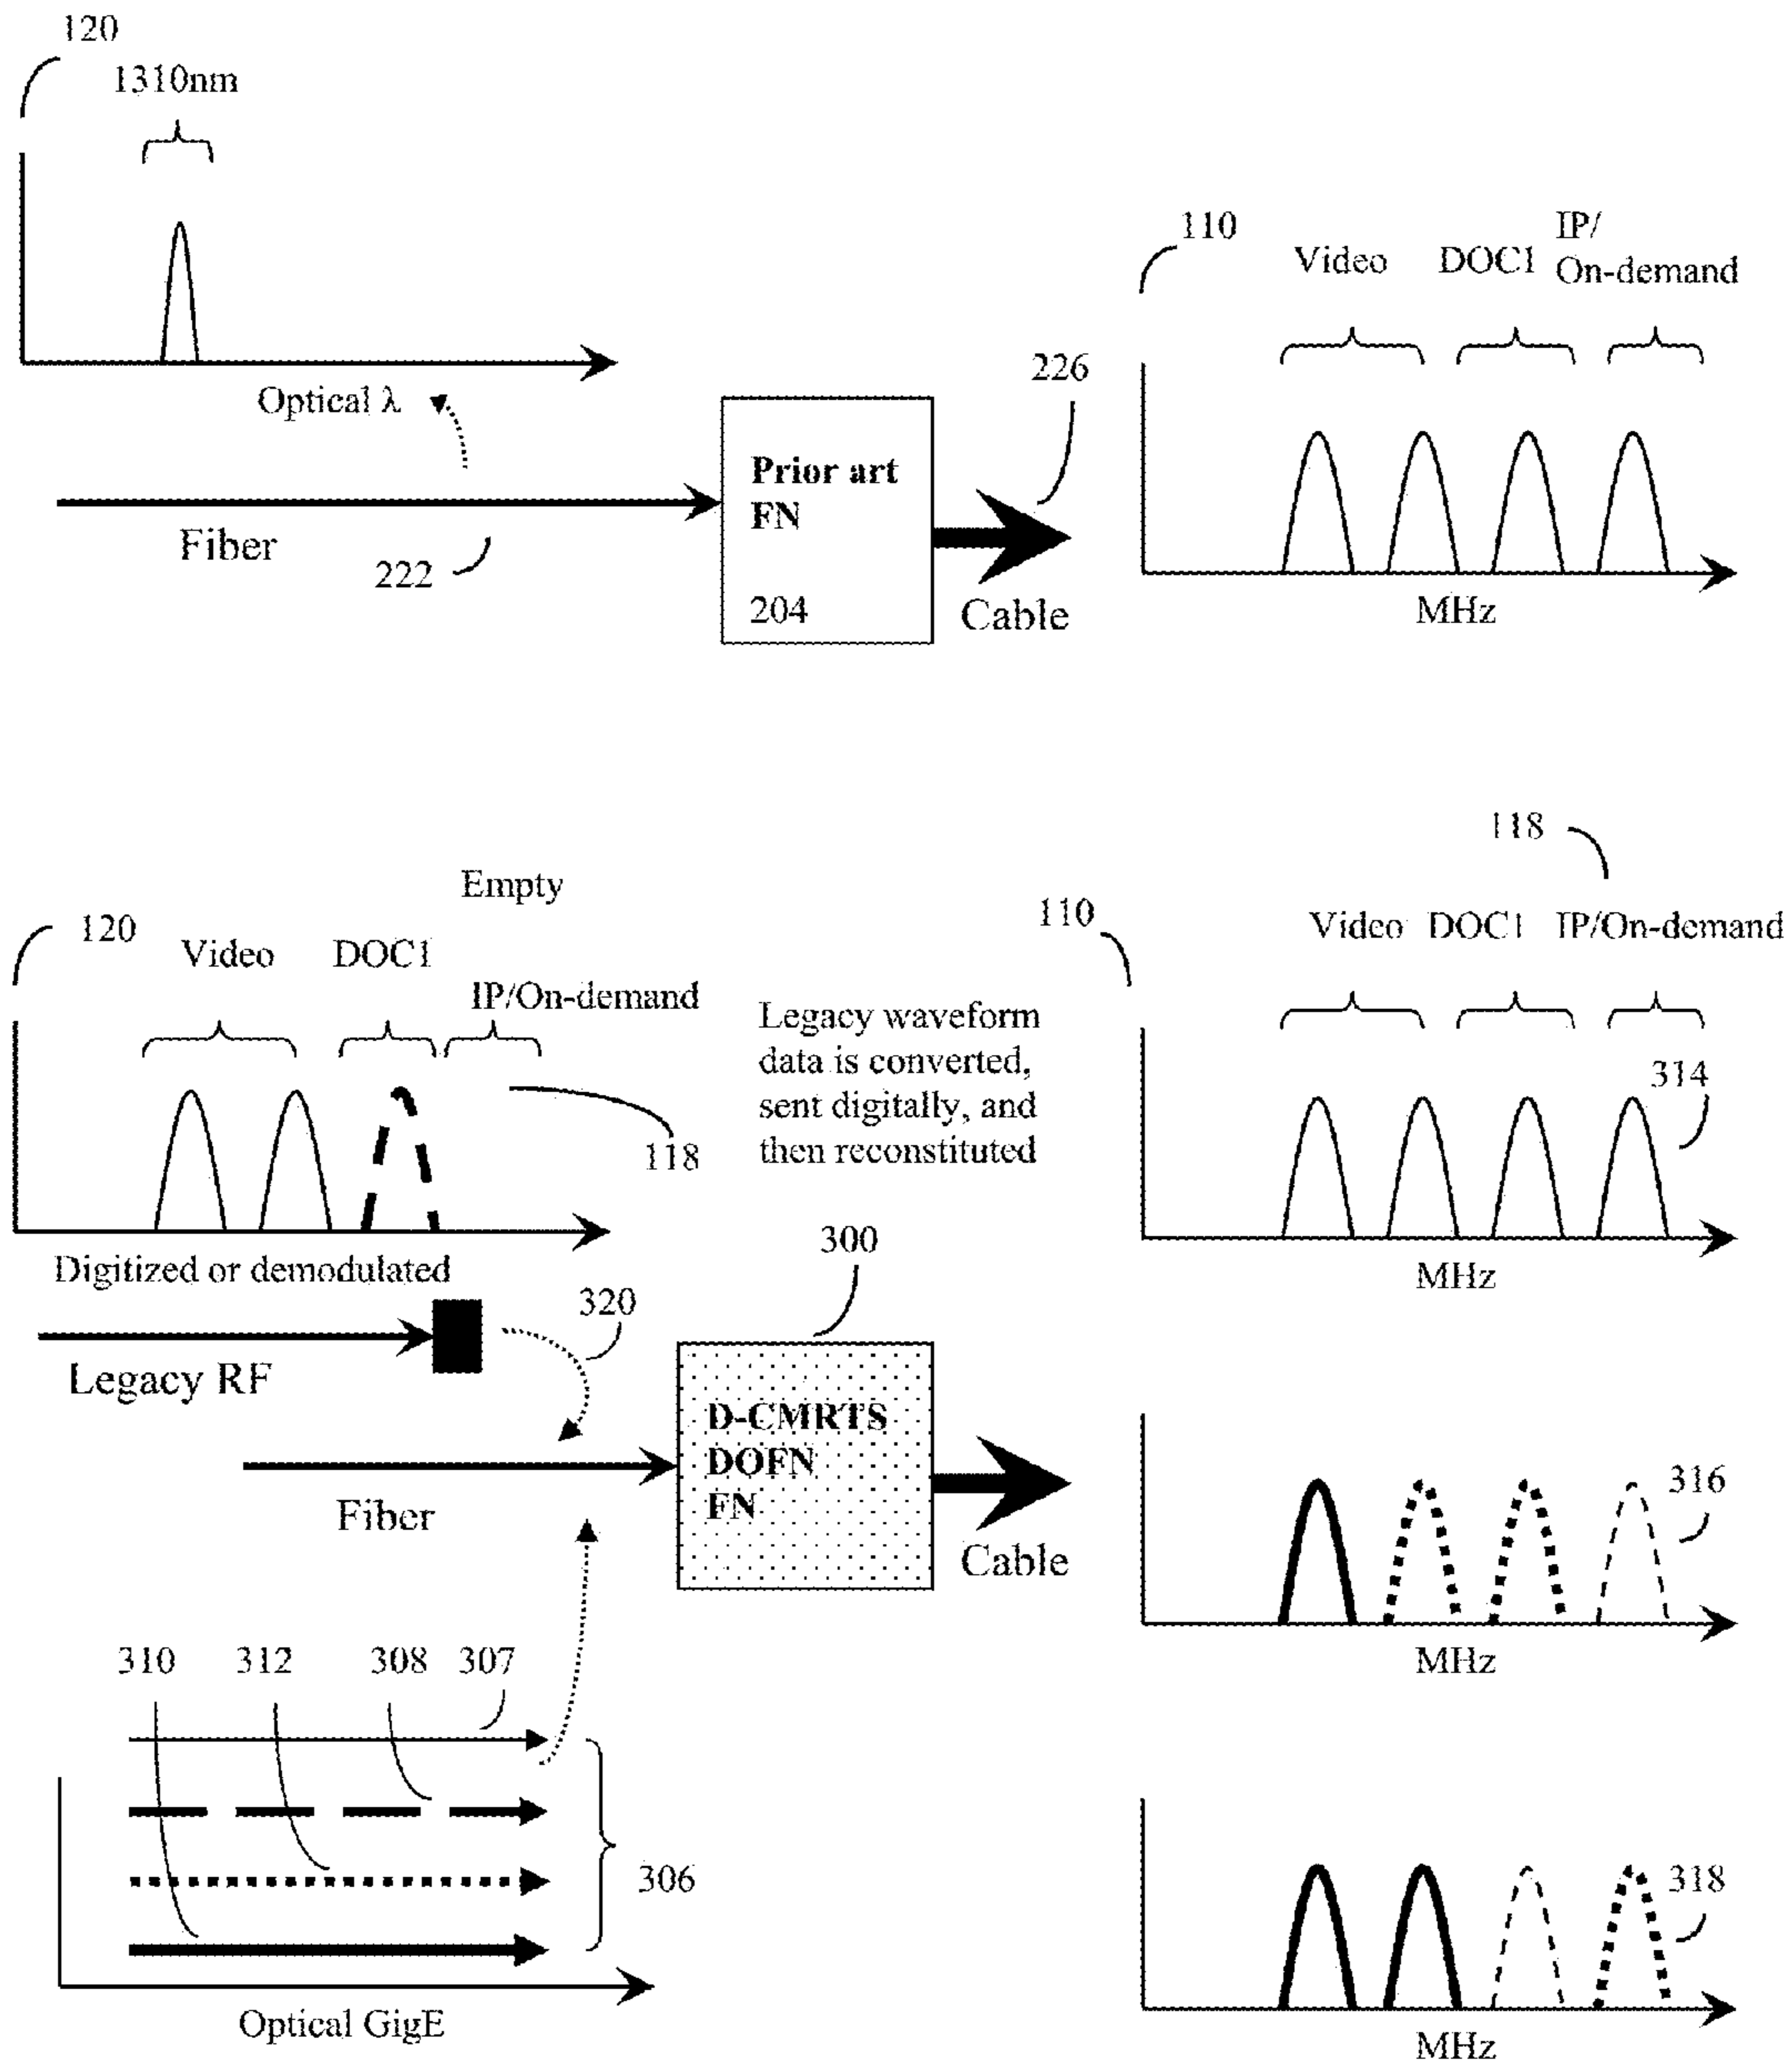 120
1310nm
Optical λ
Fiber
222
Prior art
FN
204
226
Cable
110
Video
DOC1
IP/
On-demand
MHz
120
Video
DOC1
Empty
IP/On-demand
118
Digitized or demodulated
Legacy RF
320
Legacy waveform
data is converted,
sent digitally, and
then reconstituted
300
D-CMRTS
DOFN
FN
Fiber
Cable
118
110
Video
DOC1
IP/On-demand
314
MHz
316
MHz
318
MHz
310
312
308
307
306
Optical GigE